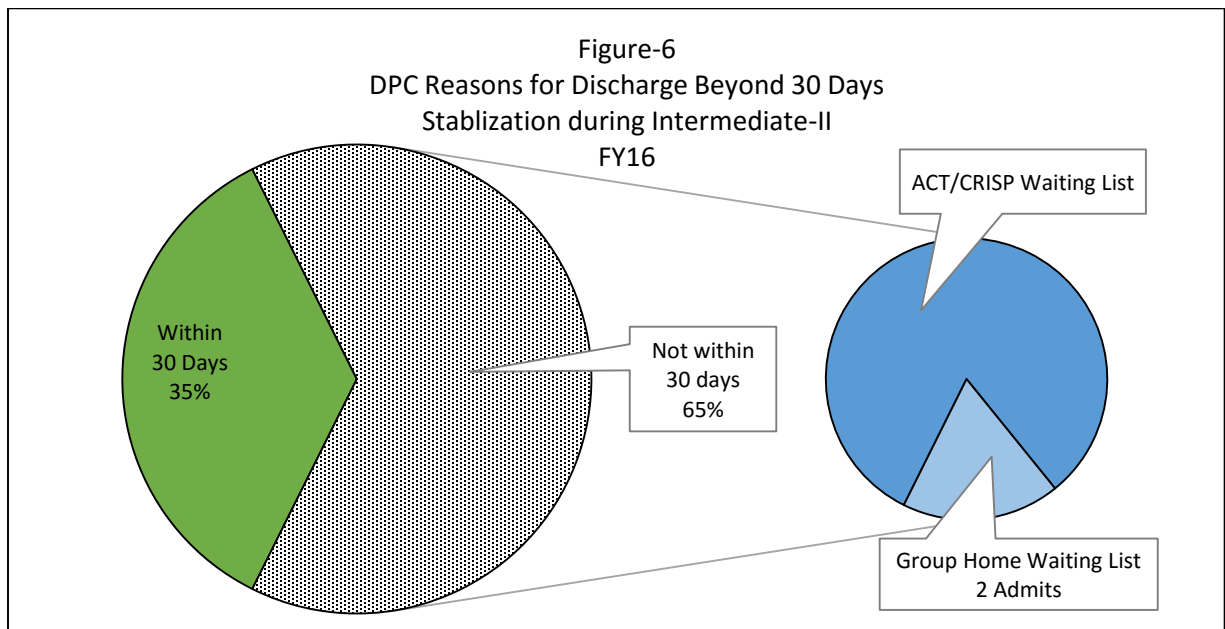 Figure-6
DPC Reasons for Discharge Beyond 30 Days
Stablization during Intermediate-II
FY16
ACT/CRISP Waiting List
Within
30 Days
35%
Not within
30 days
65%
Group Home Waiting List
2 Admits